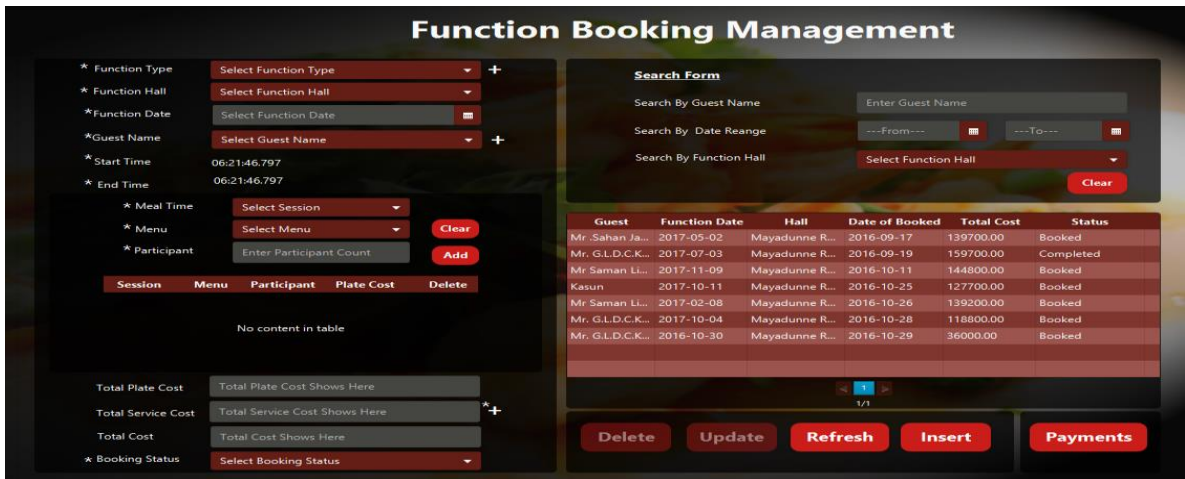 Function Booking Management
* Function Type Select Function Type +
* Function Hall Select Function Hall
*Function Date Select Function Date
*Guest Name Select Guest Name +
* Start Time 06:21:46.797
* End Time 06:21:46.797
* Meal Time Select Session
* Menu Select Menu Clear
* Participant Enter Participant Count Add
Session Menu Participant Plate Cost Delete
No content in table
Total Plate Cost Total Plate Cost Shows Here
Total Service Cost Total Service Cost Shows Here *+
Total Cost Total Cost Shows Here
* Booking Status Select Booking Status
Search Form
Search By Guest Name Enter Guest Name
Search By Date Reange ---From--- ---To---
Search By Function Hall Select Function Hall
Clear
Guest Function Date Hall Date of Booked Total Cost Status
Mr .Sahan Ja... 2017-05-02 Mayadunne R... 2016-09-17 139700.00 Booked
Mr. G.L.D.C.K... 2017-07-03 Mayadunne R... 2016-09-19 159700.00 Completed
Mr Saman Li... 2017-11-09 Mayadunne R... 2016-10-11 144800.00 Booked
Kasun 2017-10-11 Mayadunne R... 2016-10-25 127700.00 Booked
Mr Saman Li... 2017-02-08 Mayadunne R... 2016-10-26 139200.00 Booked
Mr. G.L.D.C.K... 2017-10-04 Mayadunne R... 2016-10-28 118800.00 Booked
Mr. G.L.D.C.K... 2016-10-30 Mayadunne R... 2016-10-29 36000.00 Booked
1
1/1
Delete Update Refresh Insert Payments